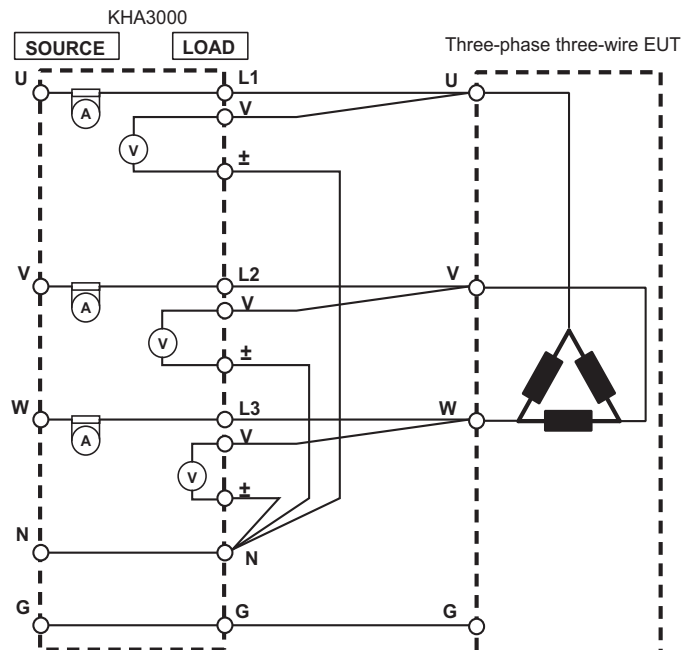 KHA3000
SOURCE LOAD
Three-phase three-wire EUT
U L1 U
A
V
V
±
V L2 V
A
V
V
±
W L3 W
A
V
V
±
N N
G G G